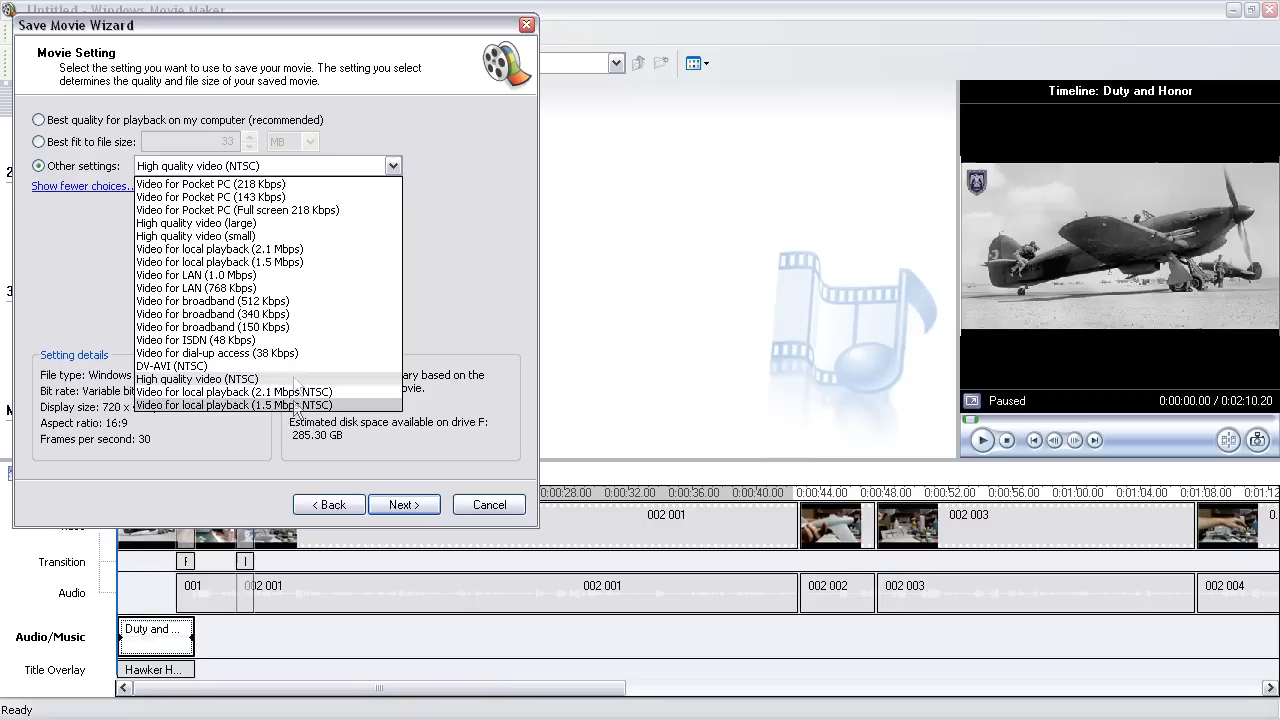 Untitled - Windows Movie Maker
Save Movie Wizard
Movie Setting
Select the setting you want to use to save your movie. The setting you select
determines the quality and file size of your saved movie.
Best quality for playback on my computer (recommended)
Best fit to file size: 33 MB
Other settings: High quality video (NTSC)
Show fewer choices..
Video for Pocket PC (218 Kbps)
Video for Pocket PC (143 Kbps)
Video for Pocket PC (Full screen 218 Kbps)
High quality video (large)
High quality video (small)
Video for local playback (2.1 Mbps)
Video for local playback (1.5 Mbps)
Video for LAN (1.0 Mbps)
Video for LAN (768 Kbps)
Video for broadband (512 Kbps)
Video for broadband (340 Kbps)
Video for broadband (150 Kbps)
Video for ISDN (48 Kbps)
Video for dial-up access (38 Kbps)
DV-AVI (NTSC)
High quality video (NTSC)
Video for local playback (2.1 Mbps NTSC)
Video for local playback (1.5 Mbps NTSC)
Setting details
File type: Windows
Bit rate: Variable bi
Display size: 720 x
Aspect ratio: 16:9
Frames per second: 30
ary based on the
ovie.
Estimated disk space available on drive F:
285.30 GB
< Back
Next >
Cancel
Timeline: Duty and Honor
Paused
0:00:00.00 / 0:02:10.20
0:00:28.00 0:00:32.00 0:00:36.00 0:00:40.00 0:00:44.00 0:00:48.00 0:00:52.00 0:00:56.00 0:01:00.00 0:01:04.00 0:01:08.00 0:01:12
002 001
002 003
0.
Transition
Audio
001
002 001
002 001
002 002
002 003
002 004
Audio/Music
Duty and ...
Title Overlay
Hawker H...
Ready